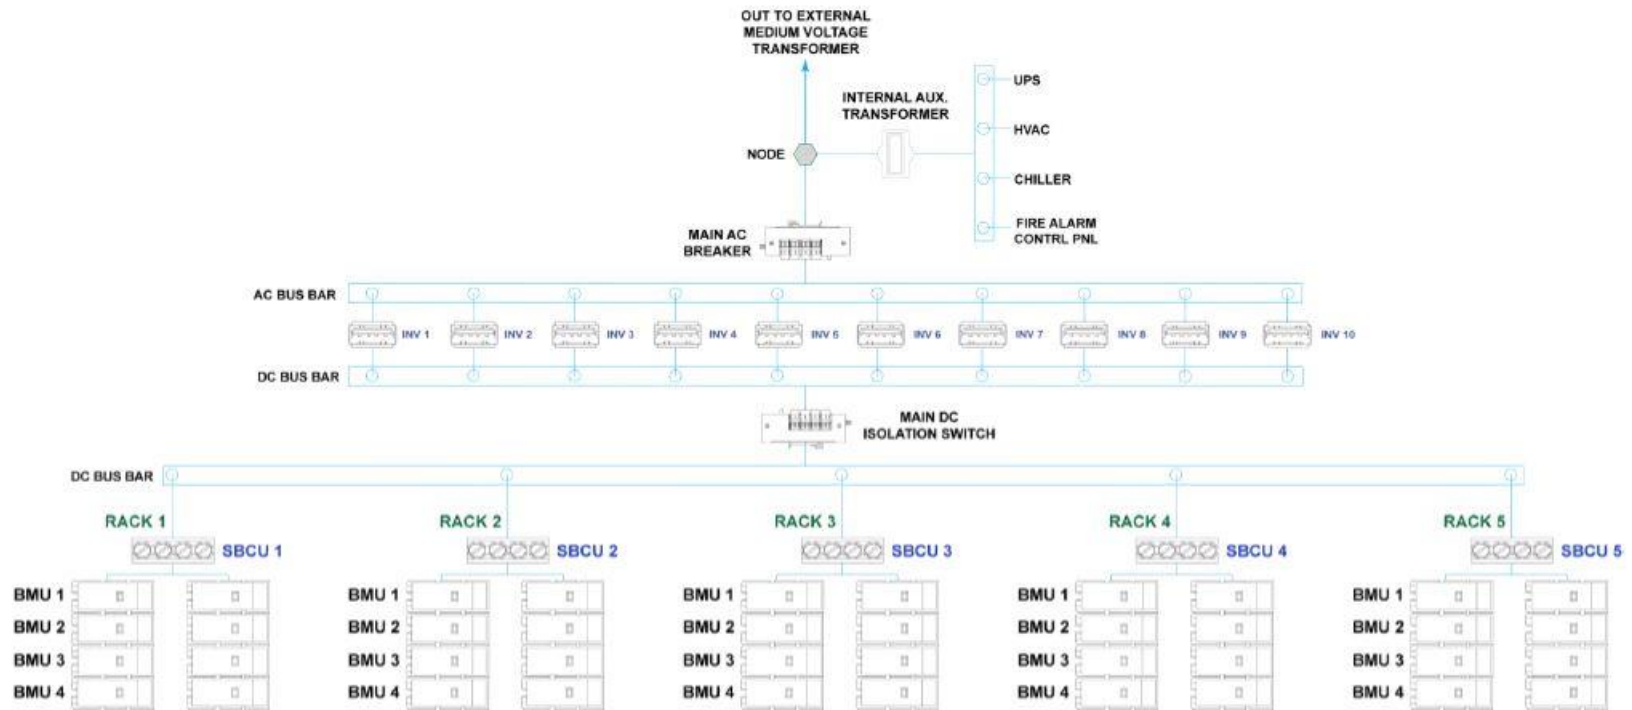 OUT TO EXTERNAL
MEDIUM VOLTAGE
TRANSFORMER
UPS
INTERNAL AUX.
TRANSFORMER
HVAC
NODE
CHILLER
FIRE ALARM
CONTRL PNL
MAIN AC
BREAKER
AC BUS BAR
INV 1
INV 2
INV 3
INV 4
INV 5
INV 6
INV 7
INV 8
INV 9
INV 10
DC BUS BAR
MAIN DC
ISOLATION SWITCH
DC BUS BAR
RACK 1
RACK 2
RACK 3
RACK 4
RACK 5
SBCU 1
SBCU 2
SBCU 3
SBCU 4
SBCU 5
BMU 1
BMU 1
BMU 1
BMU 1
BMU 1
BMU 2
BMU 2
BMU 2
BMU 2
BMU 2
BMU 3
BMU 3
BMU 3
BMU 3
BMU 3
BMU 4
BMU 4
BMU 4
BMU 4
BMU 4